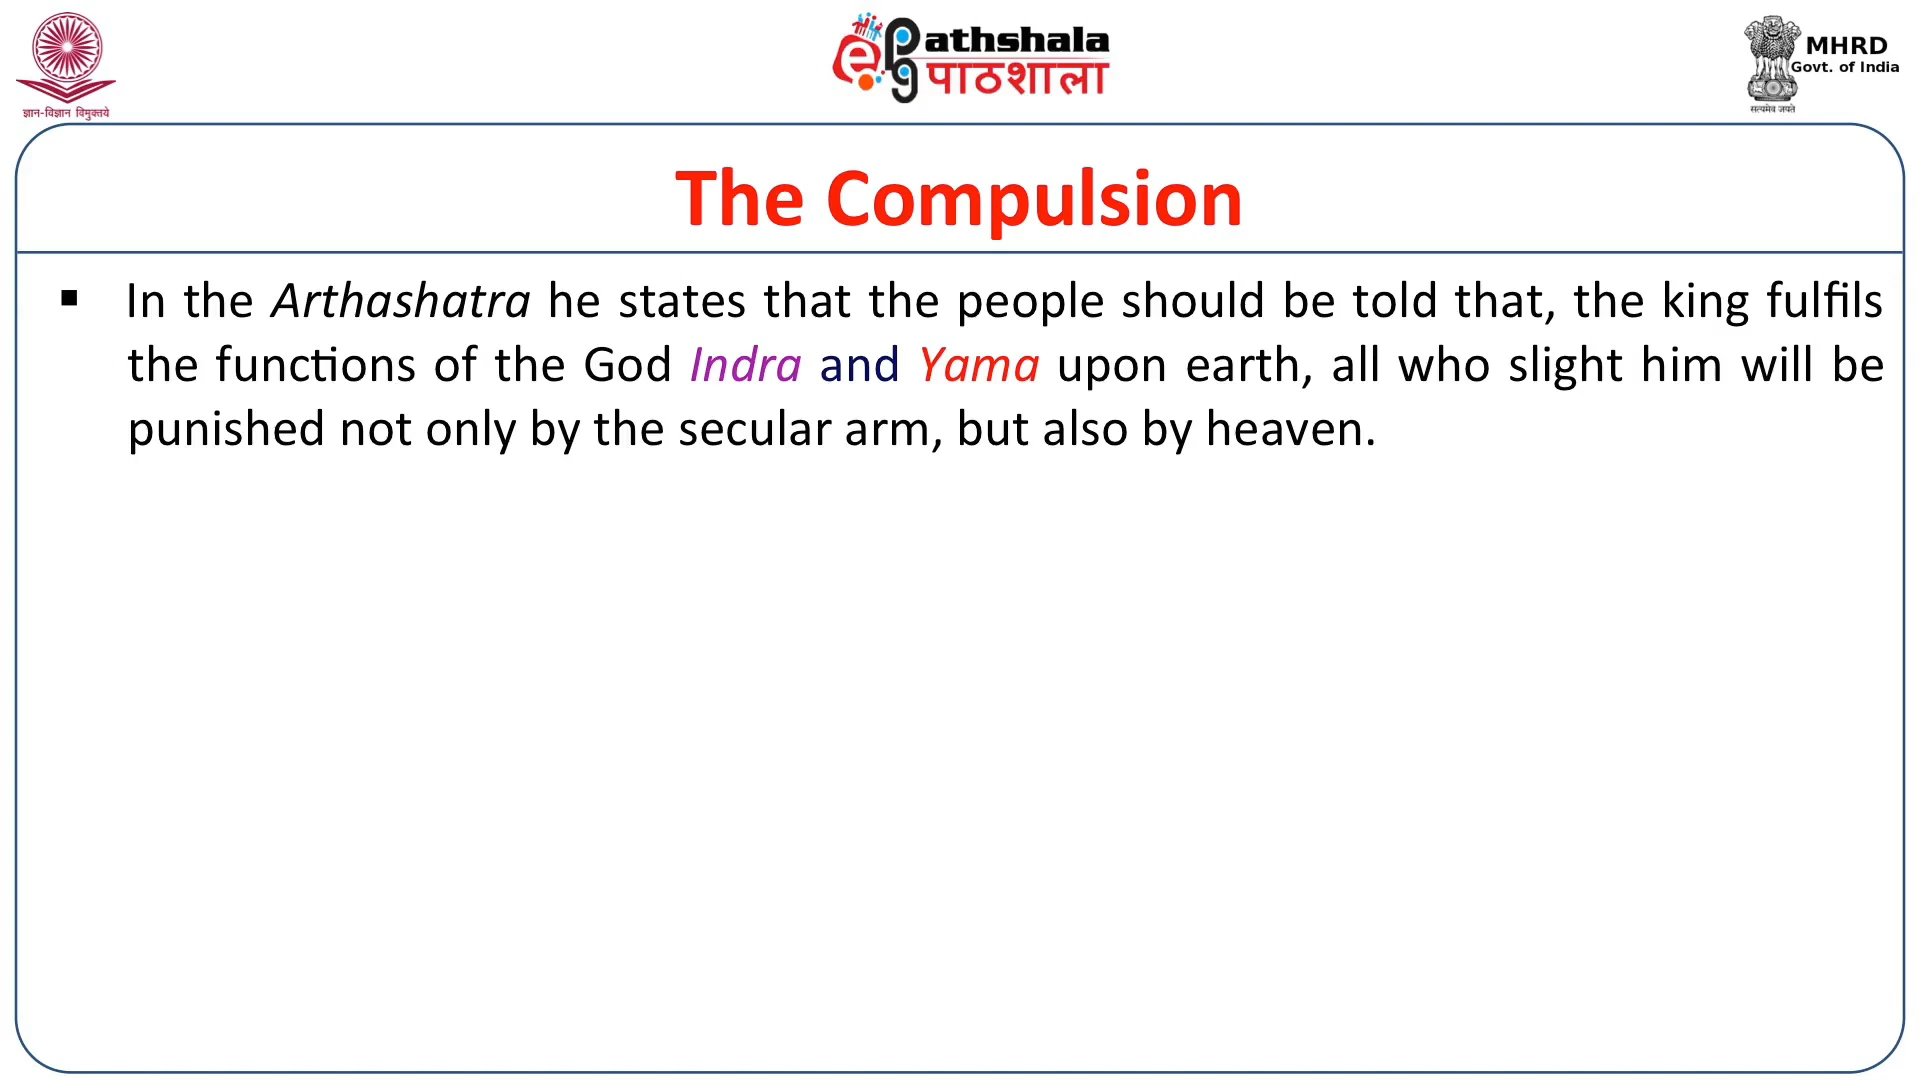 ज्ञान-विज्ञान विमुक्तये
ePG Pathshala
पाठशाला
MHRD
Govt. of India
सत्यमेव जयते
The Compulsion
▪ In the Arthashatra he states that the people should be told that, the king fulfils
the functions of the God Indra and Yama upon earth, all who slight him will be
punished not only by the secular arm, but also by heaven.